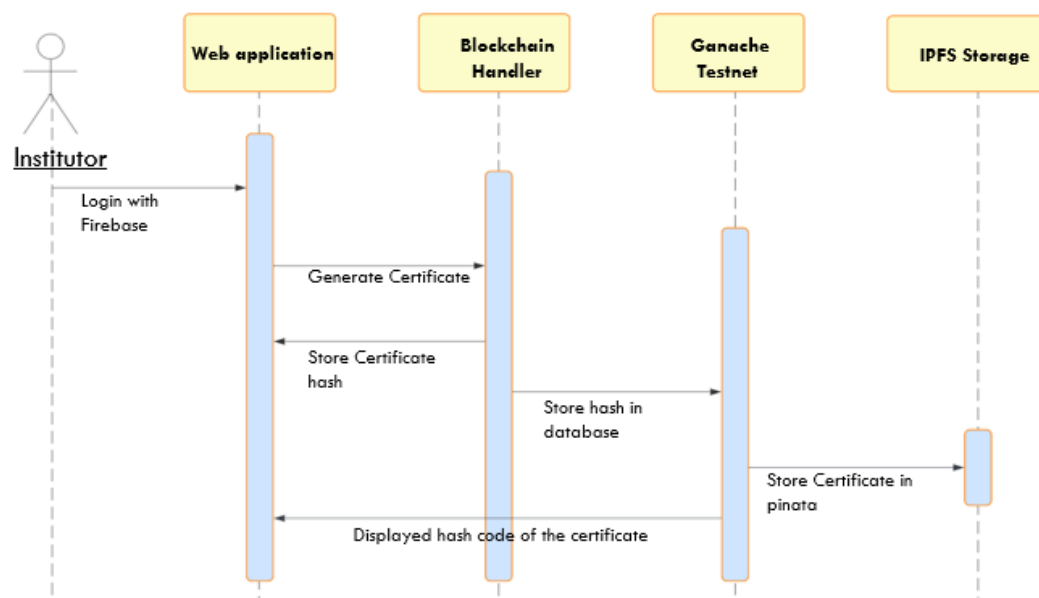 Web application
Blockchain
Handler
Ganache
Testnet
IPFS Storage
Institutor
Login with
Firebase
Generate Certificate
Store Certificate
hash
Store hash in
database
Store Certificate in
pinata
Displayed hash code of the certificate